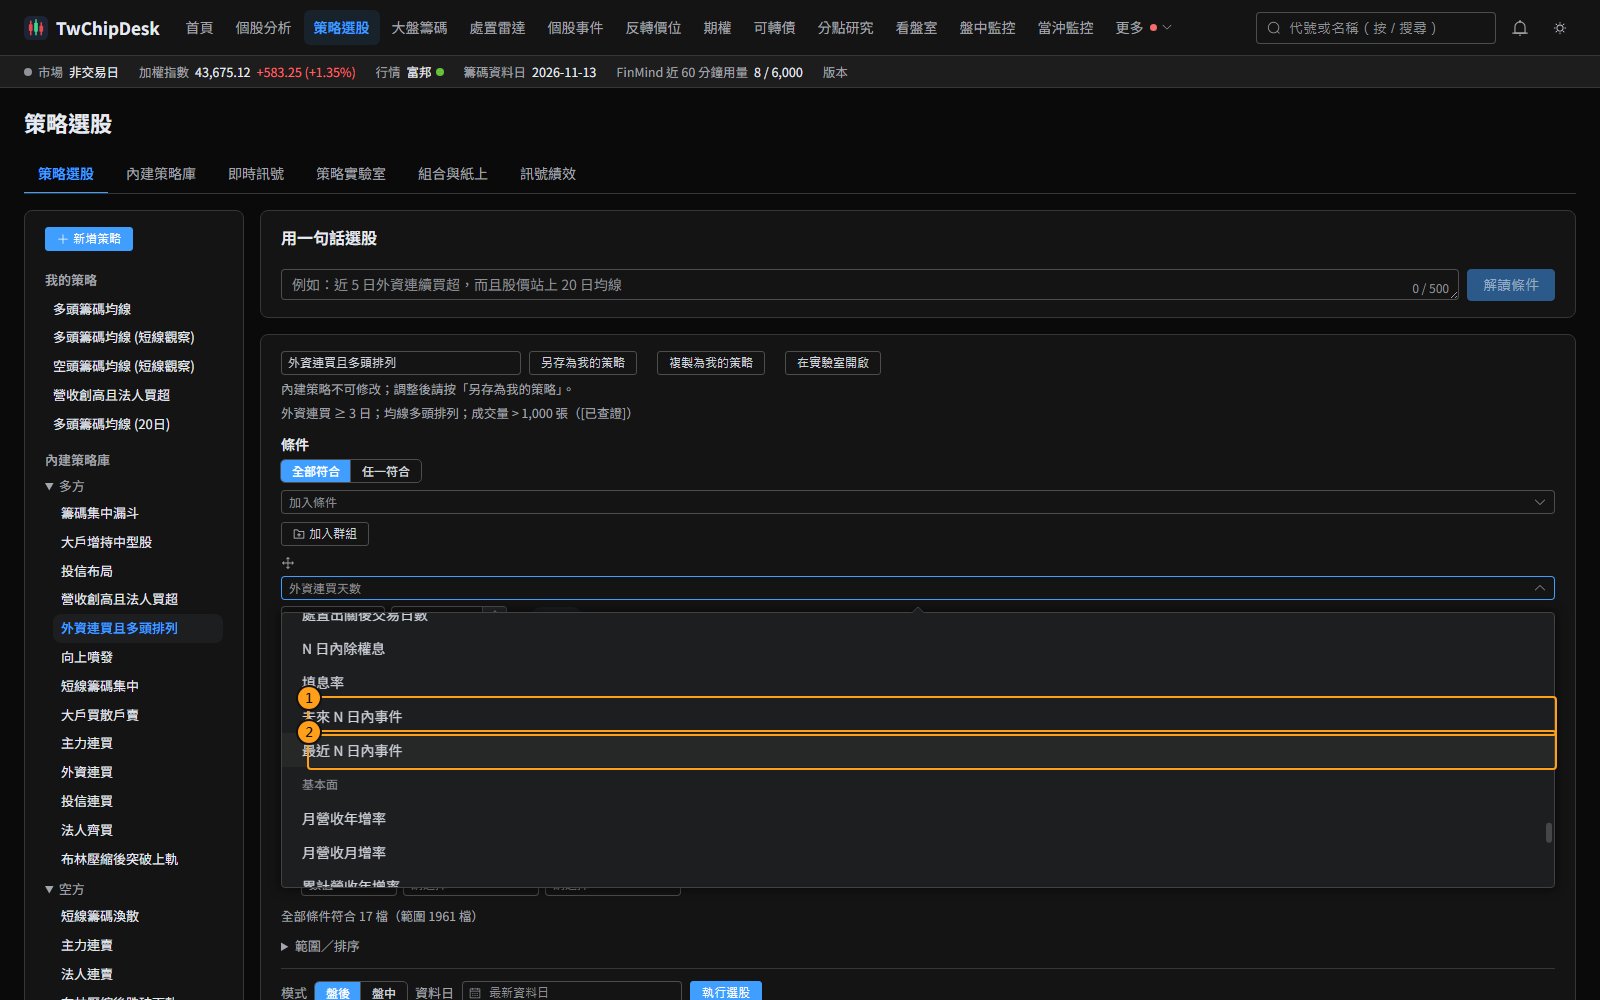 TwChipDesk 首頁 個股分析 策略選股 大盤籌碼 處置雷達 個股事件 反轉價位 期權 可轉債 分點研究 看盤室 盤中監控 當沖監控 更多 代號或名稱（按 / 搜尋）
市場 非交易日 加權指數 43,675.12 +583.25 (+1.35%) 行情 富邦 籌碼資料日 2026-11-13 FinMind 近 60 分鐘用量 8 / 6,000 版本
策略選股
策略選股 內建策略庫 即時訊號 策略實驗室 組合與紙上 訊號績效
新增策略
我的策略
多頭籌碼均線
多頭籌碼均線 (短線觀察)
空頭籌碼均線 (短線觀察)
營收創高且法人買超
多頭籌碼均線 (20日)
內建策略庫
▼ 多方
籌碼集中漏斗
大戶增持中型股
投信布局
營收創高且法人買超
外資連買且多頭排列
向上噴發
短線籌碼集中
大戶買散戶賣
主力連買
外資連買
投信連買
法人齊買
布林壓縮後突破上軌
▼ 空方
短線籌碼渙散
主力連賣
法人連賣
用一句話選股
例如：近 5 日外資連續買超，而且股價站上 20 日均線
0 / 500
解讀條件
外資連買且多頭排列 另存為我的策略 複製為我的策略 在實驗室開啟
內建策略不可修改；調整後請按「另存為我的策略」。
外資連買 ≥ 3 日；均線多頭排列；成交量 > 1,000 張（[已查證]）
條件
全部符合 任一符合
加入條件
加入群組
外資連買天數
處置出關後交易日數
N 日內除權息
填息率
1
未來 N 日內事件
2
最近 N 日內事件
基本面
月營收年增率
月營收月增率
累計營收年增率
全部條件符合 17 檔（範圍 1961 檔）
▶ 範圍／排序
模式 盤後 盤中 資料日 最新資料日 執行選股